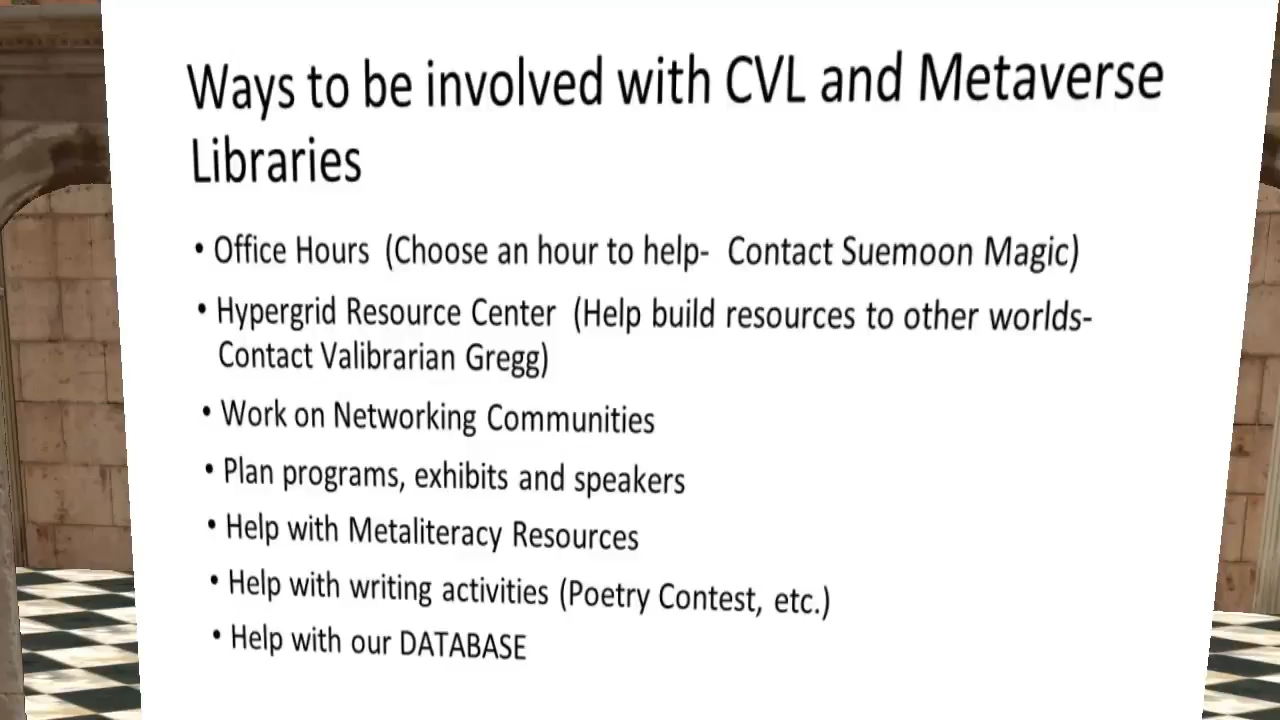 Ways to be involved with CVL and Metaverse
Libraries
• Office Hours (Choose an hour to help- Contact Suemoon Magic)
• Hypergrid Resource Center (Help build resources to other worlds-
Contact Valibrarian Gregg)
• Work on Networking Communities
• Plan programs, exhibits and speakers
• Help with Metaliteracy Resources
• Help with writing activities (Poetry Contest, etc.)
• Help with our DATABASE